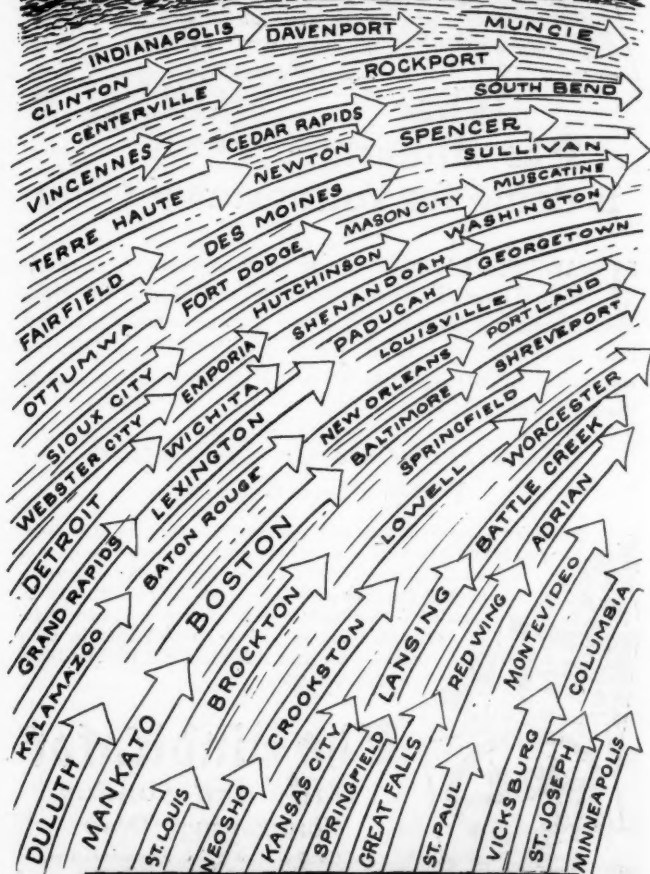 INDIANAPOLIS
DAVENPORT
MUNCIE
CLINTON
CENTERVILLE
ROCKPORT
SOUTH BEND
VINCENNES
CEDAR RAPIDS
SPENCER
SULLIVAN
TERRE HAUTE
NEWTON
MUSCATINE
DES MOINES
MASON CITY
WASHINGTON
FAIRFIELD
FORT DODGE
HUTCHINSON
SHENANDOAH
GEORGETOWN
OTTUMWA
PADUCAH
LOUISVILLE
PORTLAND
SHREVEPORT
SIOUX CITY
EMPORIA
WICHITA
NEW ORLEANS
BALTIMORE
SPRINGFIELD
WORCESTER
WEBSTER CITY
LEXINGTON
BATTLE CREEK
DETROIT
BATON ROUGE
LOWELL
ADRIAN
GRAND RAPIDS
BOSTON
KALAMAZOO
BROCKTON
CROOKSTON
LANSING
RED WING
MONTEVIDEO
COLUMBIA
DULUTH
MANKATO
ST. LOUIS
NEOSHO
KANSAS CITY
SPRINGFIELD
GREAT FALLS
ST. PAUL
VICKSBURG
ST. JOSEPH
MINNEAPOLIS